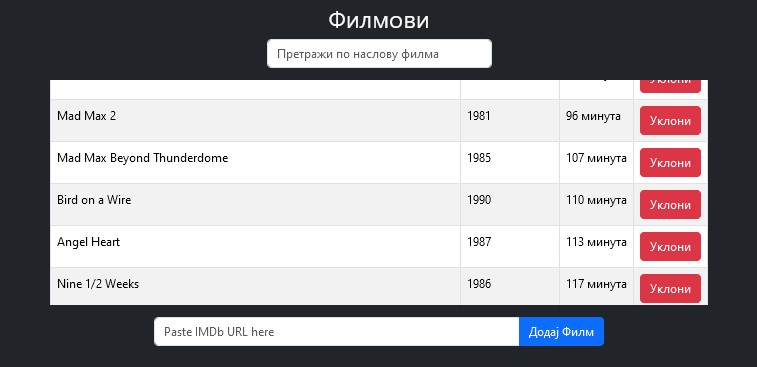 Филмови
Претражи по наслову филма
Уклони
Mad Max 2 1981 96 минута Уклони
Mad Max Beyond Thunderdome 1985 107 минута Уклони
Bird on a Wire 1990 110 минута Уклони
Angel Heart 1987 113 минута Уклони
Nine 1/2 Weeks 1986 117 минута Уклони
Paste IMDb URL here Додај Филм